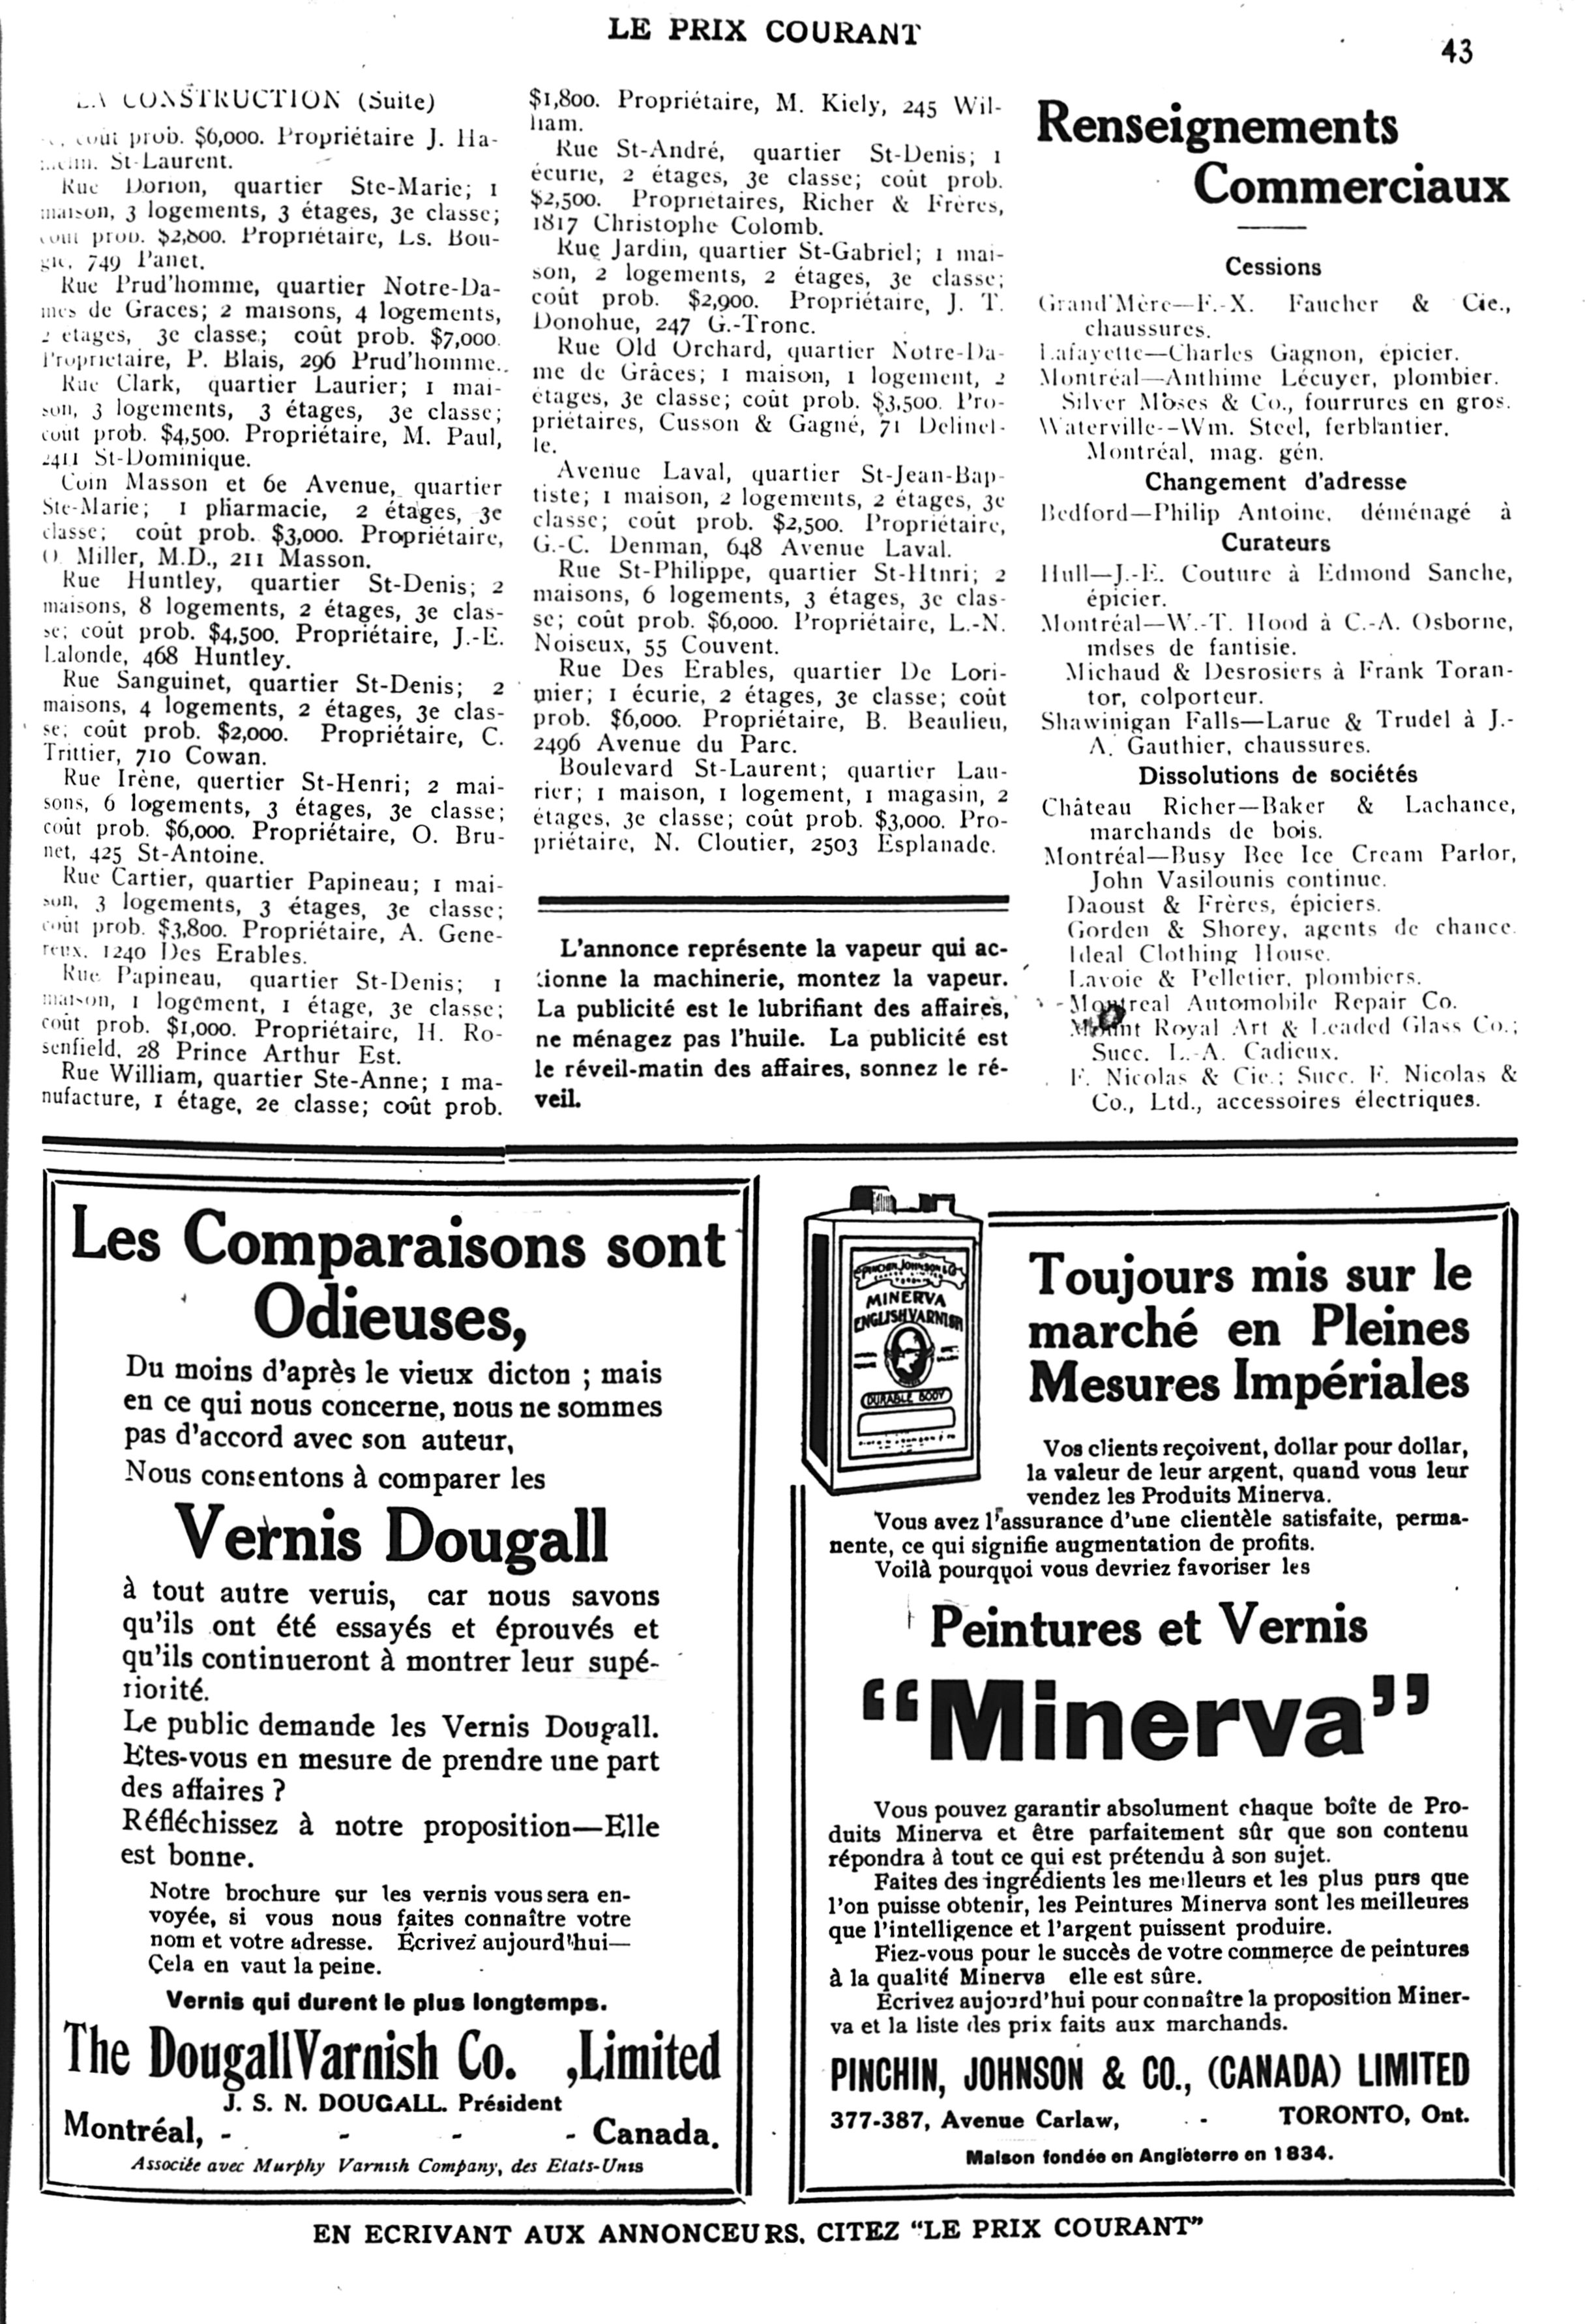 LE PRIX COURANT
43
LA CONSTRUCTION (Suite)
coût prob. $6,000. Propriétaire J. Ha-
St-Laurent.
Rue Dorion, quartier Ste-Marie; 1
maison, 3 logements, 3 étages, 3e classe;
cout prob. $2,800. Propriétaire, Ls. Bou-
gie, 749 Panet.
Rue Prud'homme, quartier Notre-Da-
mes de Graces; 2 maisons, 4 logements,
2 etages, 3e classe; coût prob. $7,000.
Proprietaire, P. Blais, 296 Prud'homme..
Rue Clark, quartier Laurier; 1 mai-
son, 3 logements, 3 étages, 3e classe;
cout prob. $4,500. Propriétaire, M. Paul,
2411 St-Dominique.
Coin Masson et 6e Avenue, quartier
Ste-Marie; 1 pharmacie, 2 étages, 3e
classe; coût prob. $3,000. Propriétaire,
O. Miller, M.D., 211 Masson.
Rue Huntley, quartier St-Denis; 2
maisons, 8 logements, 2 étages, 3e clas-
se; coût prob. $4,500. Propriétaire, J.-E.
Lalonde, 468 Huntley.
Rue Sanguinet, quartier St-Denis; 2
maisons, 4 logements, 2 étages, 3e clas-
se; coût prob. $2,000. Propriétaire, C.
Trittier, 710 Cowan.
Rue Irène, quertier St-Henri; 2 mai-
sons, 6 logements, 3 étages, 3e classe;
coût prob. $6,000. Propriétaire, O. Bru-
net, 425 St-Antoine.
Rue Cartier, quartier Papineau; 1 mai-
son, 3 logements, 3 étages, 3e classe;
coût prob. $3,800. Propriétaire, A. Gene-
reux, 1240 Des Erables.
Rue Papineau, quartier St-Denis; 1
maison, 1 logement, 1 étage, 3e classe;
coût prob. $1,000. Propriétaire, H. Ro-
senfield, 28 Prince Arthur Est.
Rue William, quartier Ste-Anne; 1 ma-
nufacture, 1 étage, 2e classe; coût prob.
$1,800. Propriétaire, M. Kiely, 245 Wil-
liam.
Rue St-André, quartier St-Denis; 1
écurie, 2 étages, 3e classe; coût prob.
$2,500. Propriétaires, Richer & Frères,
1817 Christophe Colomb.
Rue Jardin, quartier St-Gabriel; 1 mai-
son, 2 logements, 2 étages, 3e classe;
coût prob. $2,900. Propriétaire, J. T.
Donohue, 247 G.-Tronc.
Rue Old Orchard, quartier Notre-Da-
me de Grâces; 1 maison, 1 logement, 2
étages, 3e classe; coût prob. $3,500. Pro-
priétaires, Cusson & Gagné, 71 Delinel-
le.
Avenue Laval, quartier St-Jean-Bap-
tiste; 1 maison, 2 logements, 2 étages, 3e
classe; coût prob. $2,500. Propriétaire,
G.-C. Denman, 648 Avenue Laval.
Rue St-Philippe, quartier St-Htnri; 2
maisons, 6 logements, 3 étages, 3e clas-
se; coût prob. $6,000. Propriétaire, L.-N.
Noiseux, 55 Couvent.
Rue Des Erables, quartier De Lori-
mier; 1 écurie, 2 étages, 3e classe; coût
prob. $6,000. Propriétaire, B. Beaulieu,
2496 Avenue du Parc.
Boulevard St-Laurent; quartier Lau-
rier; 1 maison, 1 logement, 1 magasin, 2
étages, 3e classe; coût prob. $3,000. Pro-
priétaire, N. Cloutier, 2503 Esplanade.
L'annonce représente la vapeur qui ac-
tionne la machinerie, montez la vapeur.
La publicité est le lubrifiant des affaires,
ne ménagez pas l'huile. La publicité est
le réveil-matin des affaires, sonnez le ré-
veil.
Renseignements
Commerciaux
Cessions
Grand'Mère—F.-X. Faucher & Cie.,
chaussures.
Lafayette—Charles Gagnon, épicier.
Montréal—Anthime Lécuyer, plombier.
Silver Moses & Co., fourrures en gros.
Waterville--Wm. Steel, ferblantier.
Montréal, mag. gén.
Changement d'adresse
Bedford—Philip Antoine, déménagé à
Curateurs
Hull—J.-E. Couture à Edmond Sanche,
épicier.
Montréal—W.-T. Hood à C.-A. Osborne,
mdses de fantisie.
Michaud & Desrosiers à Frank Toran-
tor, colporteur.
Shawinigan Falls—Larue & Trudel à J.-
A. Gauthier, chaussures.
Dissolutions de sociétés
Château Richer—Baker & Lachance,
marchands de bois.
Montréal—Busy Bee Ice Cream Parlor,
John Vasilounis continue.
Daoust & Frères, épiciers.
Gorden & Shorey, agents de chance.
Ideal Clothing House.
Lavoie & Pelletier, plombiers.
Montreal Automobile Repair Co.
Mount Royal Art & Leaded Glass Co.;
Succ. L.-A. Cadieux.
F. Nicolas & Cie.; Succ. F. Nicolas &
Co., Ltd., accessoires électriques.
Les Comparaisons sont
Odieuses,
Du moins d'après le vieux dicton ; mais
en ce qui nous concerne, nous ne sommes
pas d'accord avec son auteur,
Nous consentons à comparer les
Vernis Dougall
à tout autre veruis, car nous savons
qu'ils ont été essayés et éprouvés et
qu'ils continueront à montrer leur supé-
riorité.
Le public demande les Vernis Dougall.
Etes-vous en mesure de prendre une part
des affaires ?
Réfléchissez à notre proposition—Elle
est bonne.
Notre brochure sur les vernis vous sera en-
voyée, si vous nous faites connaître votre
nom et votre adresse. Écrivez aujourd'hui—
Çela en vaut la peine.
Vernis qui durent le plus longtemps.
The Dougall Varnish Co. ,Limited
J. S. N. DOUGALL. Président
Montréal, - - - - Canada.
Associée avec Murphy Varnish Company, des Etats-Unis
PINCHIN JOHNSON & Co
MINERVA
ENGLISH VARNISH
DURABLE BODY
Toujours mis sur le
marché en Pleines
Mesures Impériales
Vos clients reçoivent, dollar pour dollar,
la valeur de leur argent, quand vous leur
vendez les Produits Minerva.
Vous avez l'assurance d'une clientèle satisfaite, perma-
nente, ce qui signifie augmentation de profits.
Voilà pourquoi vous devriez favoriser les
Peintures et Vernis
"Minerva"
Vous pouvez garantir absolument chaque boîte de Pro-
duits Minerva et être parfaitement sûr que son contenu
répondra à tout ce qui est prétendu à son sujet.
Faites des ingrédients les meilleurs et les plus purs que
l'on puisse obtenir, les Peintures Minerva sont les meilleures
que l'intelligence et l'argent puissent produire.
Fiez-vous pour le succès de votre commerce de peintures
à la qualité Minerva elle est sûre.
Ecrivez aujourd'hui pour connaître la proposition Miner-
va et la liste des prix faits aux marchands.
PINCHIN, JOHNSON & CO., (CANADA) LIMITED
377-387, Avenue Carlaw, - - TORONTO, Ont.
Maison fondée en Angleterre en 1834.
EN ECRIVANT AUX ANNONCEURS, CITEZ "LE PRIX COURANT"